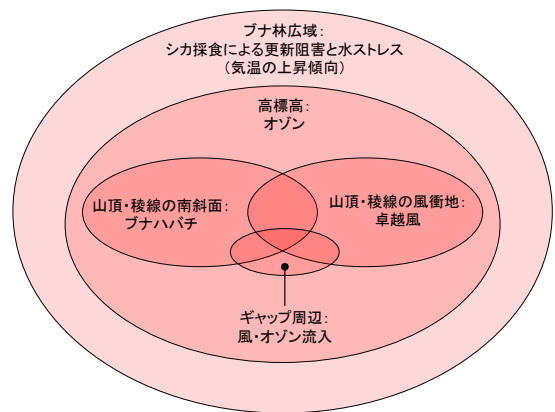 ブナ林広域：
シカ採食による更新阻害と水ストレス
（気温の上昇傾向）
高標高：
オゾン
山頂・稜線の南斜面：
ブナハバチ
山頂・稜線の風衝地：
卓越風
ギャップ周辺：
風・オゾン流入